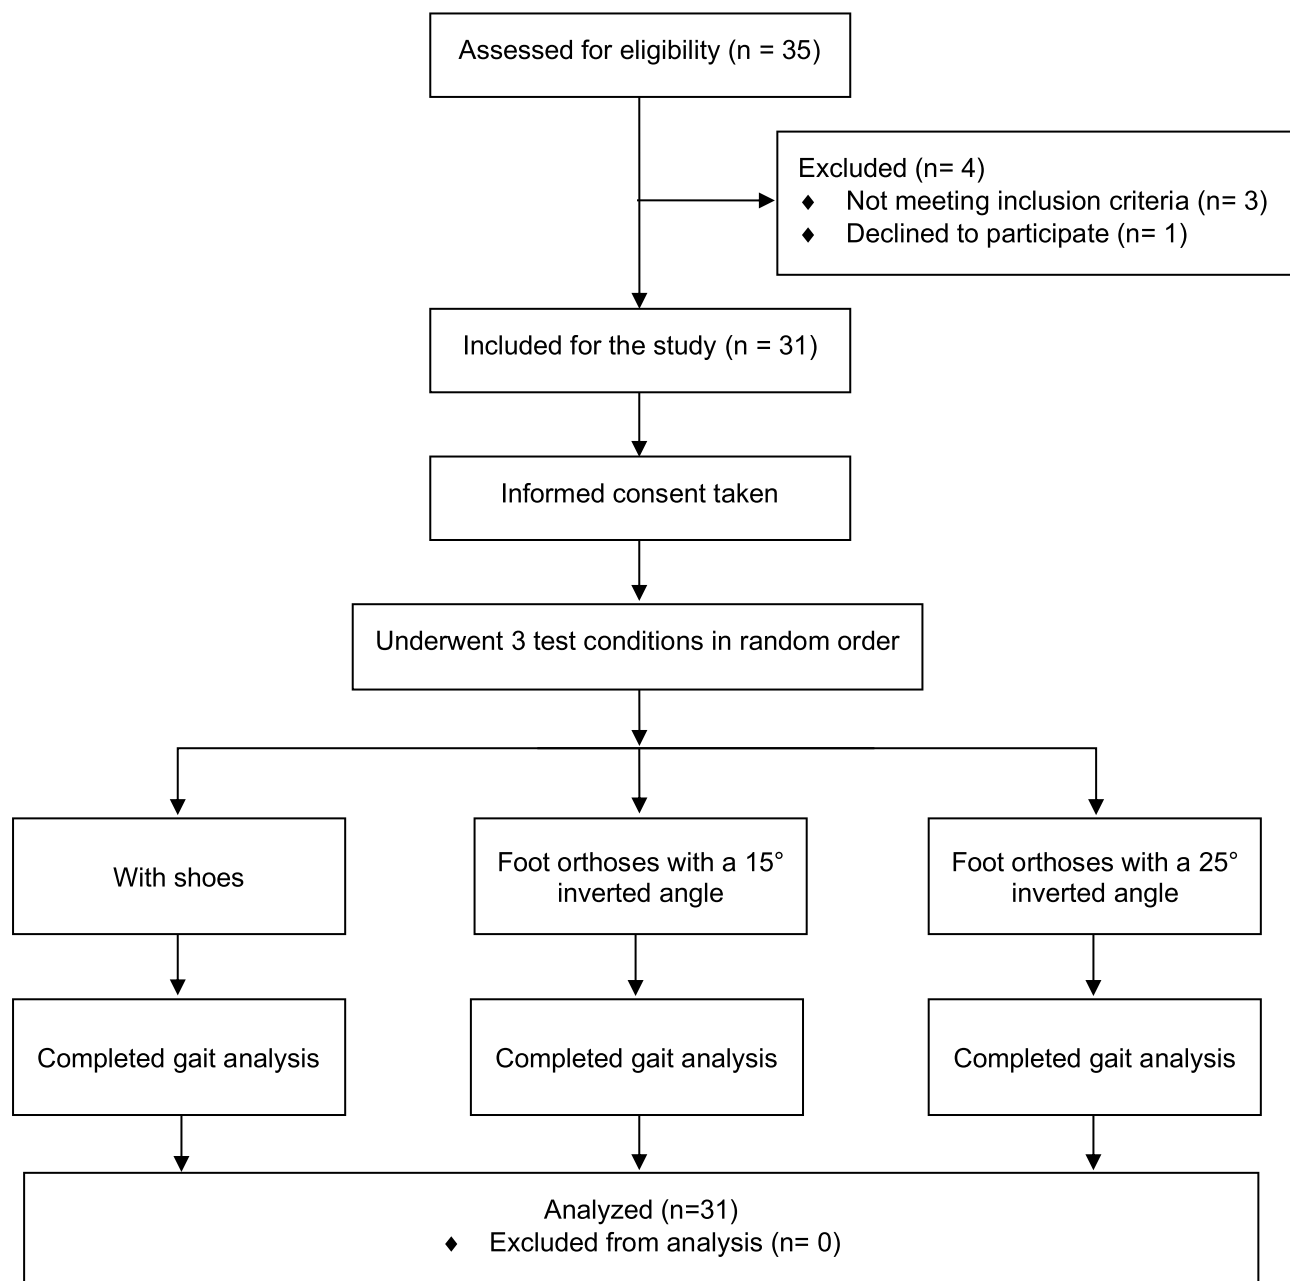 Assessed for eligibility (n = 35)
Excluded (n= 4)
♦ Not meeting inclusion criteria (n= 3)
♦ Declined to participate (n= 1)
Included for the study (n = 31)
Informed consent taken
Underwent 3 test conditions in random order
With shoes
Foot orthoses with a 15°
inverted angle
Foot orthoses with a 25°
inverted angle
Completed gait analysis
Completed gait analysis
Completed gait analysis
Analyzed (n=31)
♦ Excluded from analysis (n= 0)